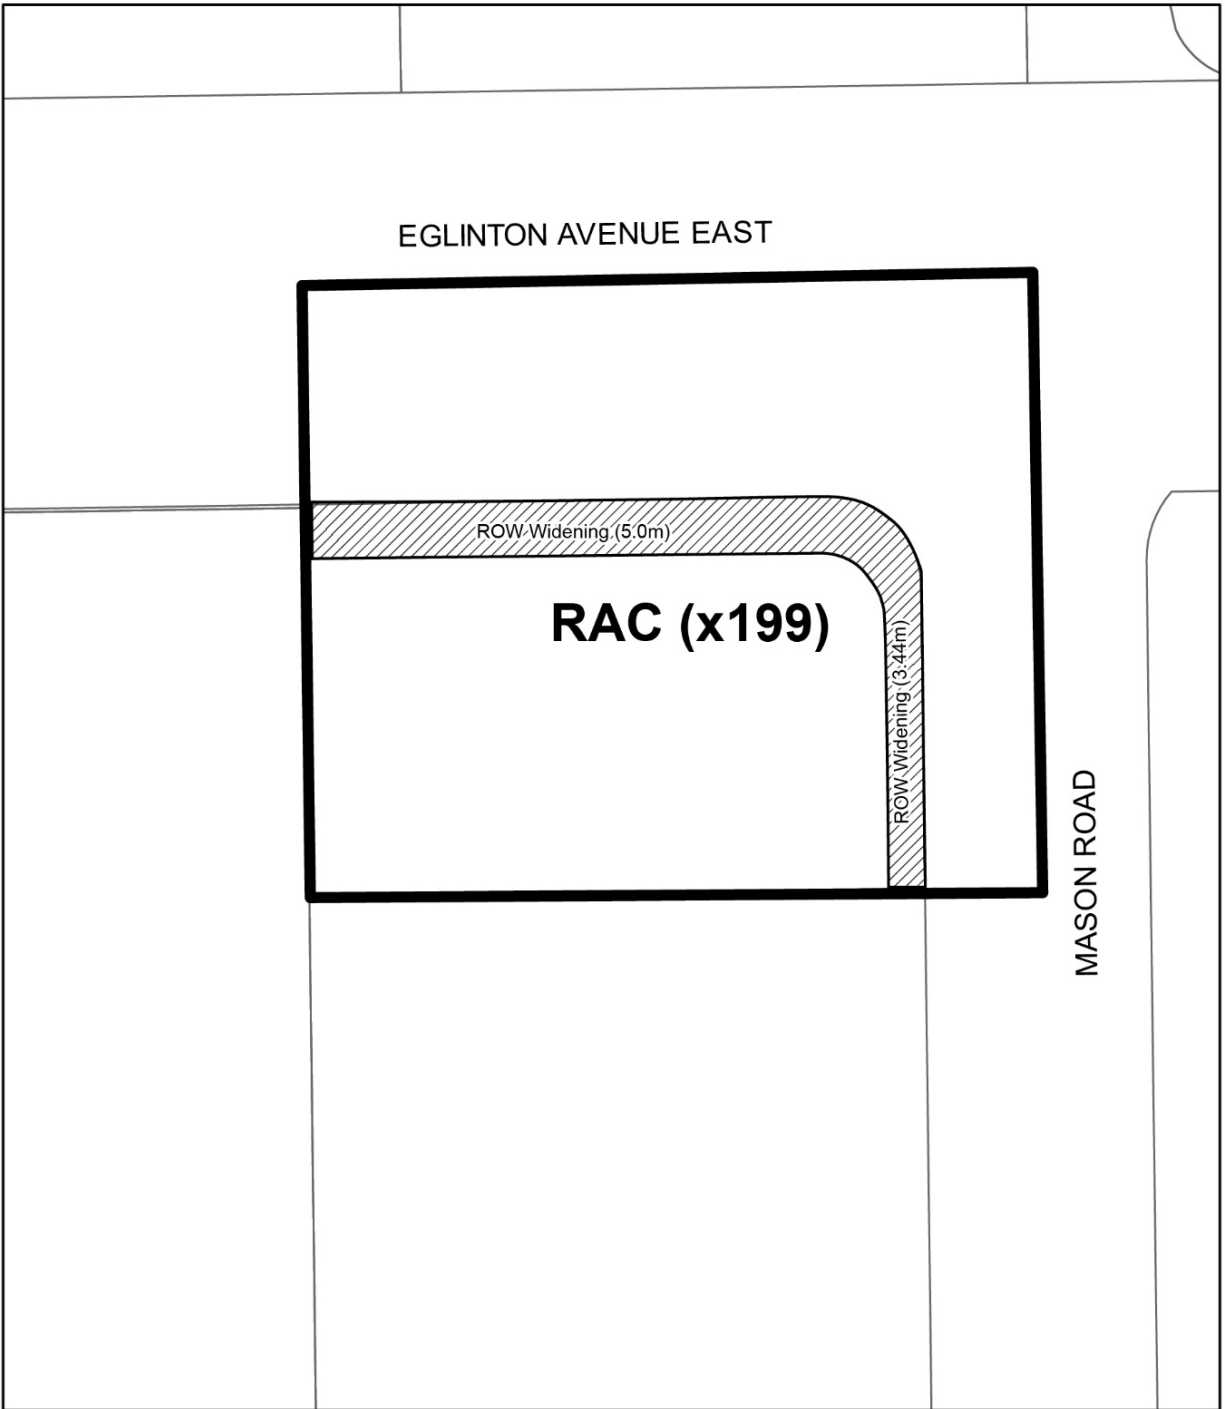 EGLINTON AVENUE EAST
ROW Widening (5.0m)
RAC (x199)
ROW Widening (3.44m)
MASON ROAD